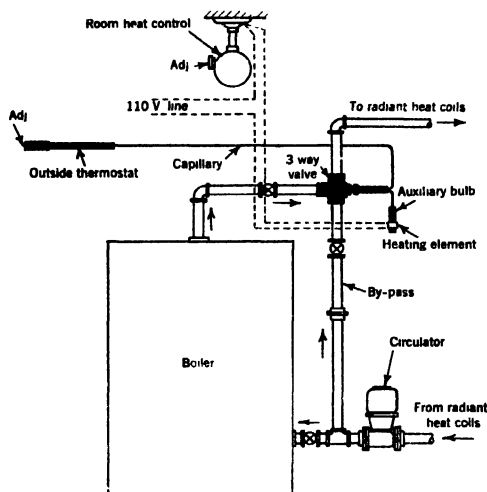 Room heat control
Adj
110 V line
To radiant heat coils
Adj
Outside thermostat
Capillary
3 way
valve
Auxiliary bulb
Heating element
By-pass
Boiler
Circulator
From radiant
heat coils